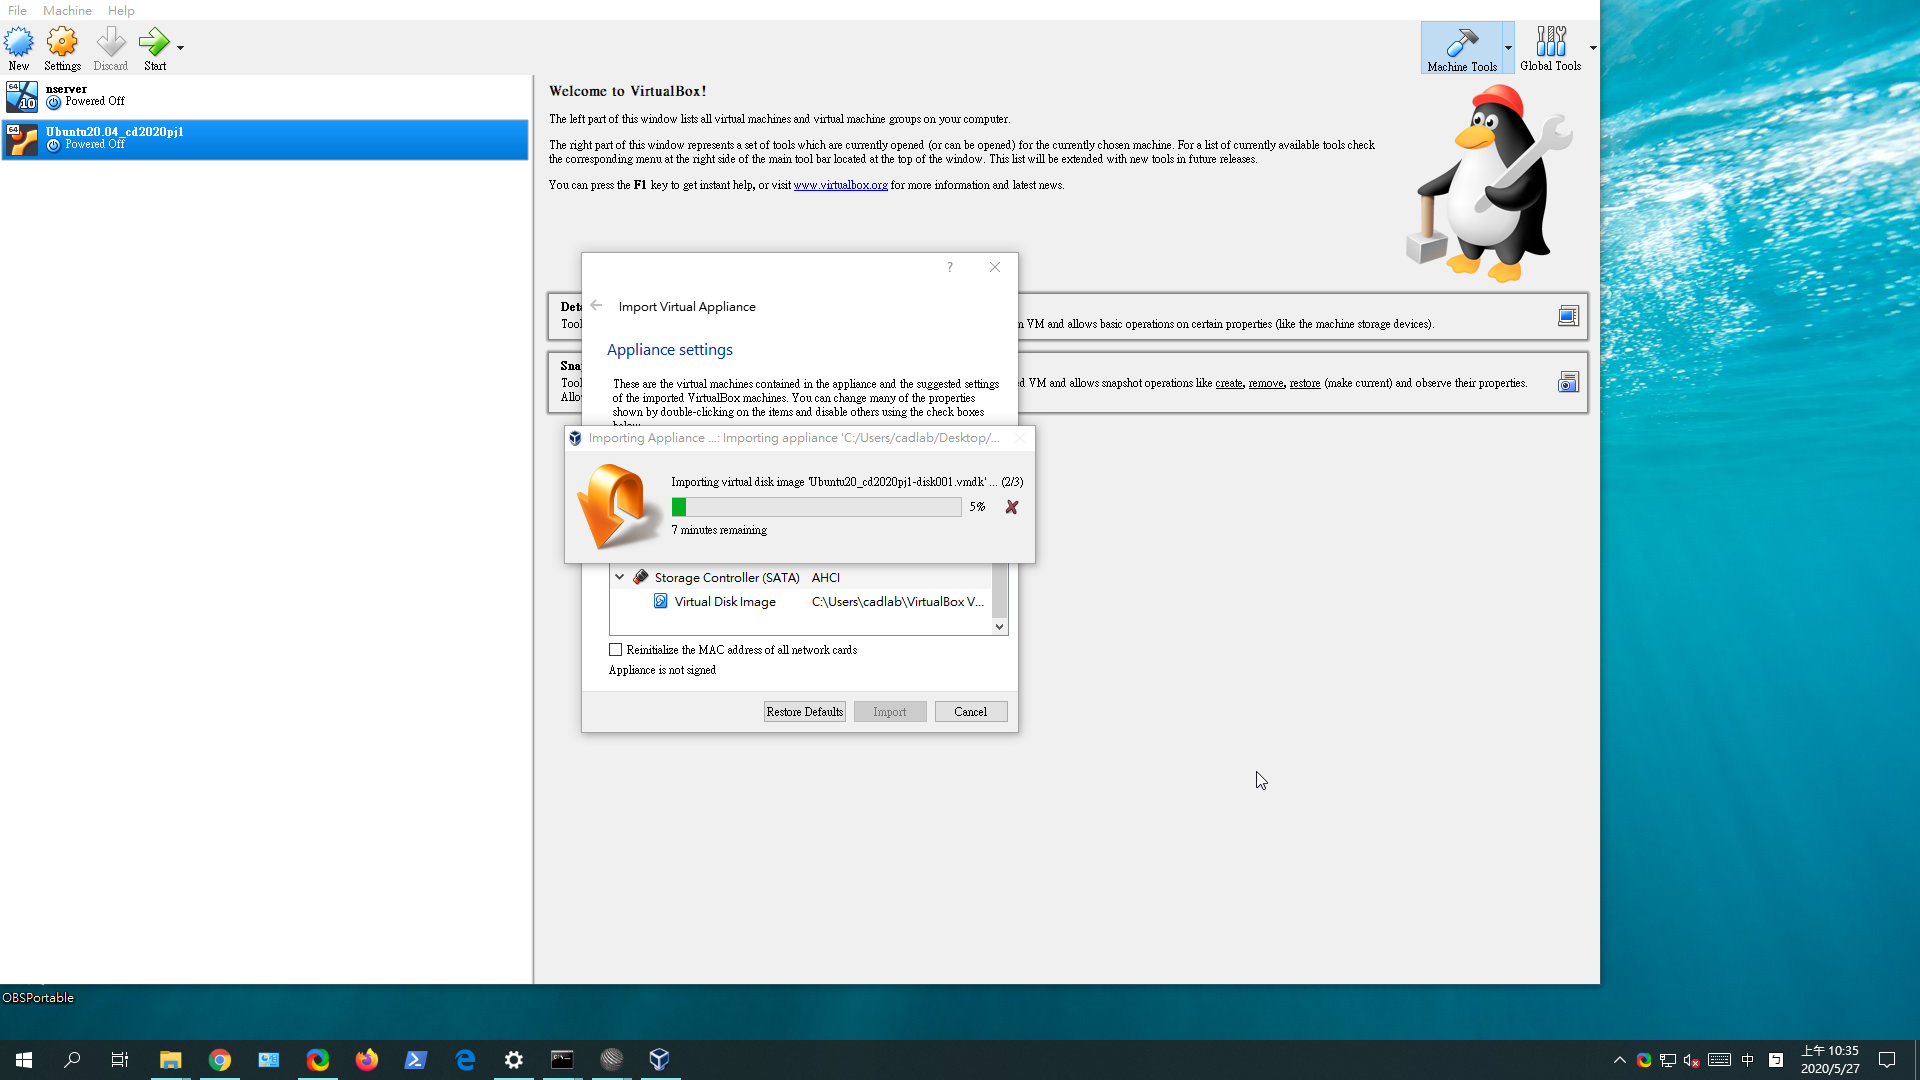 File Machine Help
New Settings Discard Start
Machine Tools Global Tools
64
10
nserver
Powered Off
64
Ubuntu20.04_cd2020pj1
Powered Off
Welcome to VirtualBox!
The left part of this window lists all virtual machines and virtual machine groups on your computer.
The right part of this window represents a set of tools which are currently opened (or can be opened) for the currently chosen machine. For a list of currently available tools check
the corresponding menu at the right side of the main tool bar located at the top of the window. This list will be extended with new tools in future releases.
You can press the F1 key to get instant help, or visit www.virtualbox.org for more information and latest news.
?
Import Virtual Appliance
Appliance settings
These are the virtual machines contained in the appliance and the suggested settings
of the imported VirtualBox machines. You can change many of the properties
shown by double-clicking on the items and disable others using the check boxes
below.
n VM and allows basic operations on certain properties (like the machine storage devices).
d VM and allows snapshot operations like create, remove, restore (make current) and observe their properties.
Importing Appliance ...: Importing appliance 'C:/Users/cadlab/Desktop/...
Importing virtual disk image 'Ubuntu20_cd2020pj1-disk001.vmdk' ... (2/3)
5%
7 minutes remaining
Storage Controller (SATA) AHCI
Virtual Disk Image C:\Users\cadlab\VirtualBox V...
Reinitialize the MAC address of all network cards
Appliance is not signed
Restore Defaults Import Cancel
OBSPortable
中
上午 10:35
2020/5/27